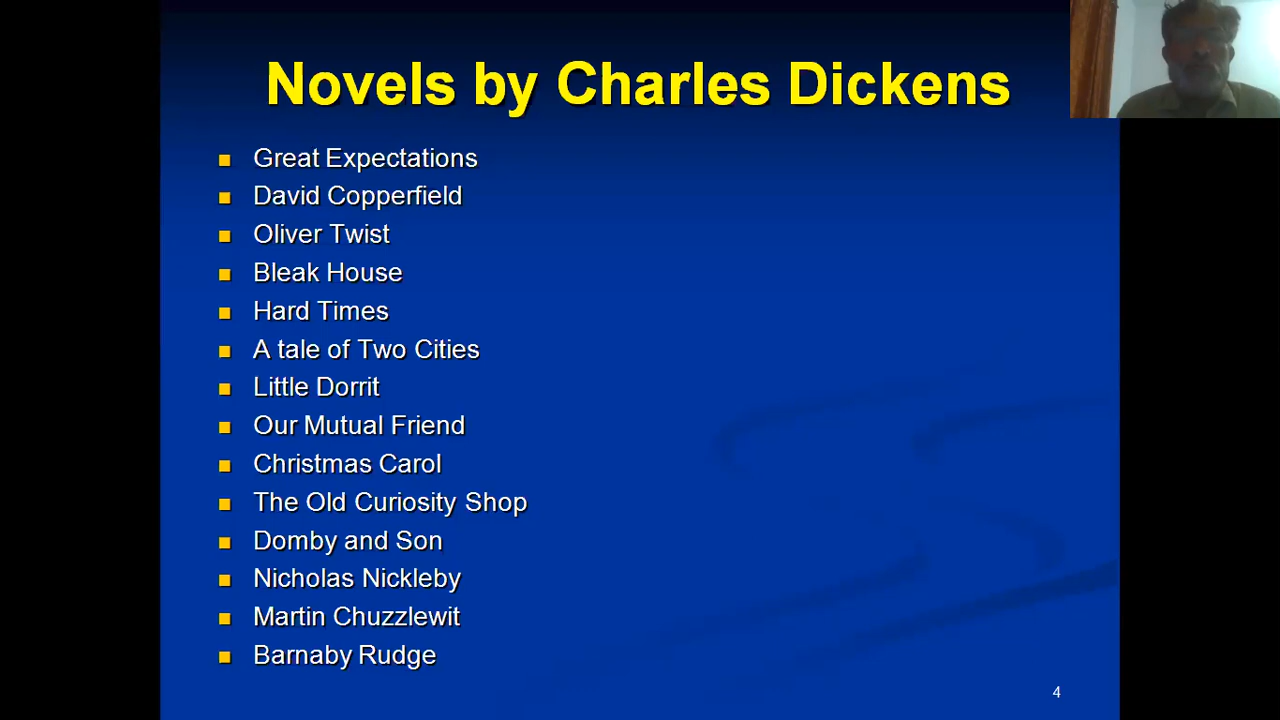 Novels by Charles Dickens
Great Expectations
David Copperfield
Oliver Twist
Bleak House
Hard Times
A tale of Two Cities
Little Dorrit
Our Mutual Friend
Christmas Carol
The Old Curiosity Shop
Domby and Son
Nicholas Nickleby
Martin Chuzzlewit
Barnaby Rudge
4